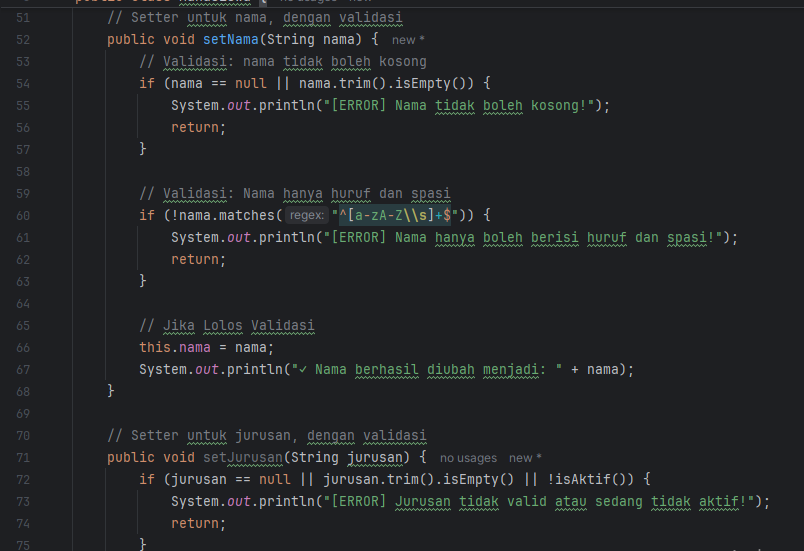 51 // Setter untuk nama, dengan validasi
52 public void setNama(String nama) { new *
53 // Validasi: nama tidak boleh kosong
54 if (nama == null || nama.trim().isEmpty()) {
55 System.out.println("[ERROR] Nama tidak boleh kosong!");
56 return;
57 }
58
59 // Validasi: Nama hanya huruf dan spasi
60 if (!nama.matches( regex: "^[a-zA-Z\\s]+$")) {
61 System.out.println("[ERROR] Nama hanya boleh berisi huruf dan spasi!");
62 return;
63 }
64
65 // Jika Lolos Validasi
66 this.nama = nama;
67 System.out.println("✓ Nama berhasil diubah menjadi: " + nama);
68 }
69
70 // Setter untuk jurusan, dengan validasi
71 public void setJurusan(String jurusan) { no usages new *
72 if (jurusan == null || jurusan.trim().isEmpty() || !isAktif()) {
73 System.out.println("[ERROR] Jurusan tidak valid atau sedang tidak aktif!");
74 return;
75 }